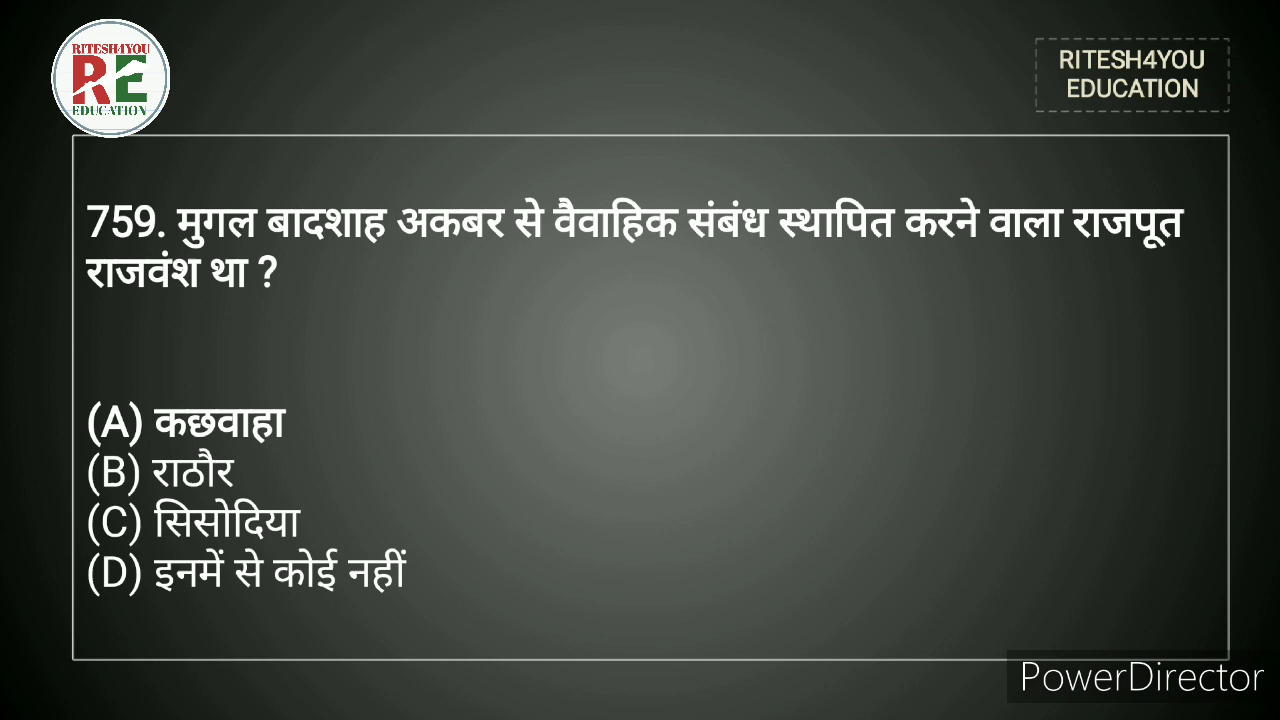 RITESH4YOU
RE
EDUCATION
RITESH4YOU
EDUCATION
759. मुगल बादशाह अकबर से वैवाहिक संबंध स्थापित करने वाला राजपूत
राजवंश था ?
(A) कछवाहा
(B) राठौर
(C) सिसोदिया
(D) इनमें से कोई नहीं
PowerDirector